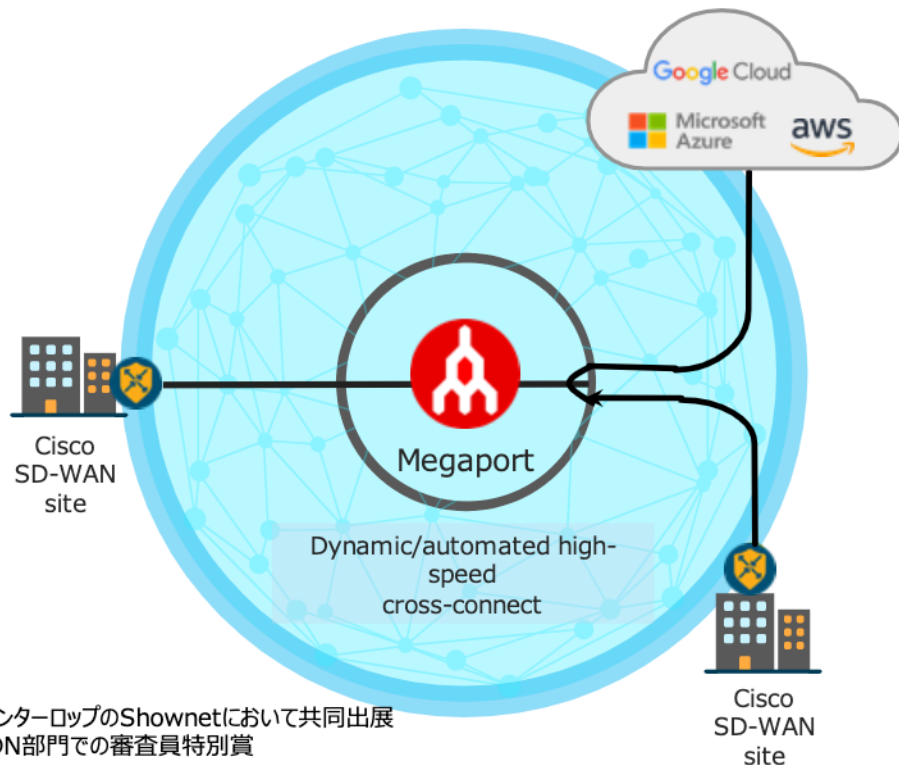 Google Cloud
Microsoft
Azure
aws
Cisco
SD-WAN
site
Megaport
Dynamic/automated high-
speed
cross-connect
ンターロップのShownetにおいて共同出展
ON部門での審査員特別賞
Cisco
SD-WAN
site